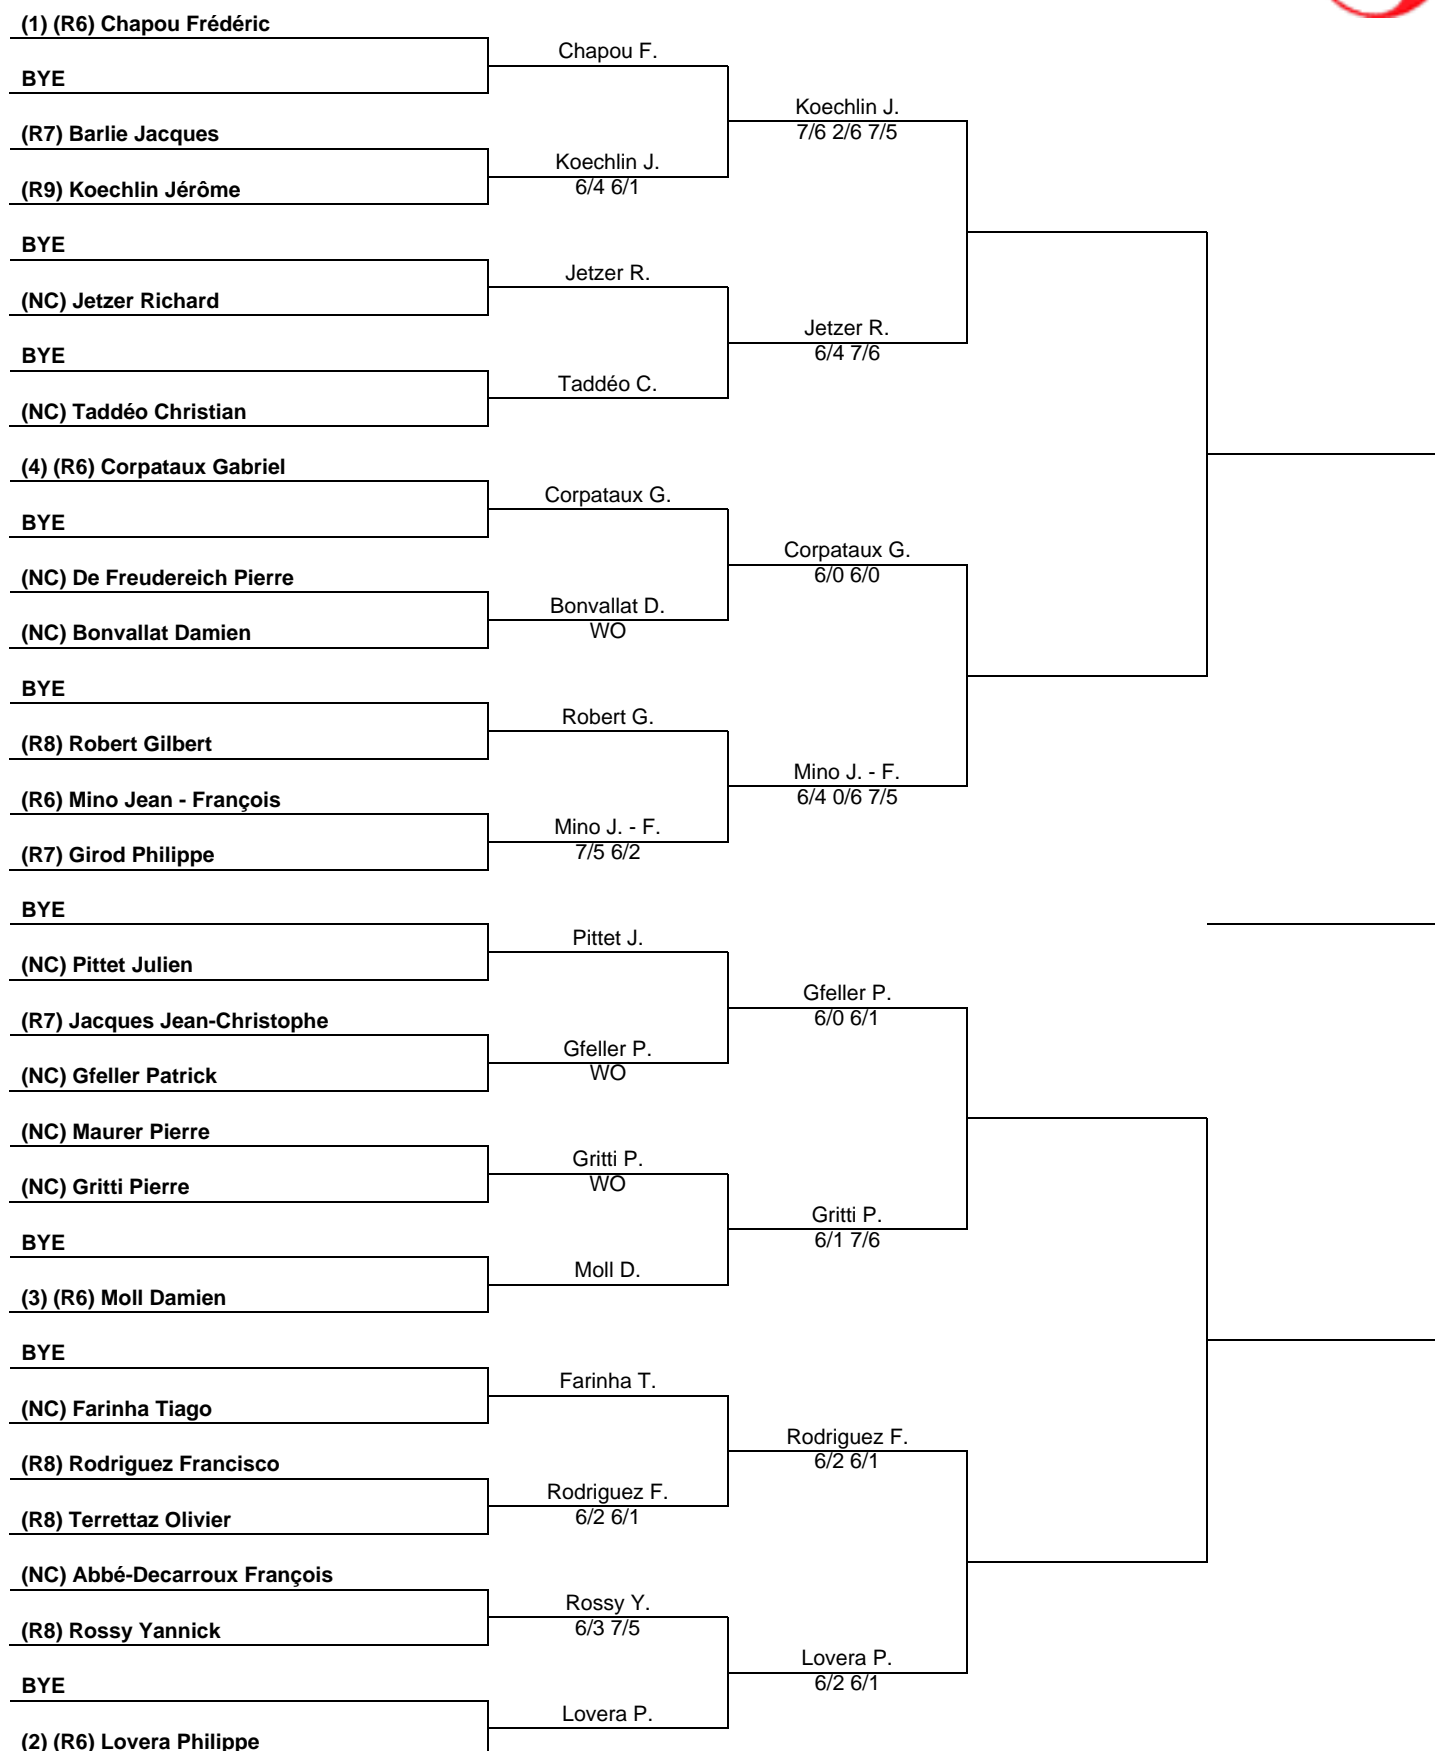 (1) (R6) Chapou Frédéric
Chapou F.
BYE
Koechlin J.
7/6 2/6 7/5
(R7) Barlie Jacques
Koechlin J.
6/4 6/1
(R9) Koechlin Jérôme
BYE
Jetzer R.
(NC) Jetzer Richard
Jetzer R.
6/4 7/6
BYE
Taddéo C.
(NC) Taddéo Christian
(4) (R6) Corpataux Gabriel
Corpataux G.
BYE
Corpataux G.
6/0 6/0
(NC) De Freudereich Pierre
Bonvallat D.
WO
(NC) Bonvallat Damien
BYE
Robert G.
(R8) Robert Gilbert
Mino J. - F.
6/4 0/6 7/5
(R6) Mino Jean - François
Mino J. - F.
7/5 6/2
(R7) Girod Philippe
BYE
Pittet J.
(NC) Pittet Julien
Gfeller P.
6/0 6/1
(R7) Jacques Jean-Christophe
Gfeller P.
WO
(NC) Gfeller Patrick
(NC) Maurer Pierre
Gritti P.
WO
(NC) Gritti Pierre
Gritti P.
6/1 7/6
BYE
Moll D.
(3) (R6) Moll Damien
BYE
Farinha T.
(NC) Farinha Tiago
Rodriguez F.
6/2 6/1
(R8) Rodriguez Francisco
Rodriguez F.
6/2 6/1
(R8) Terrettaz Olivier
(NC) Abbé-Decarroux François
Rossy Y.
6/3 7/5
(R8) Rossy Yannick
Lovera P.
6/2 6/1
BYE
Lovera P.
(2) (R6) Lovera Philippe